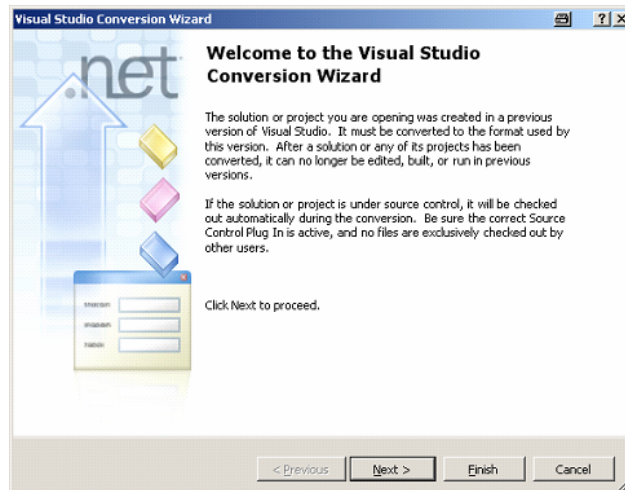 Visual Studio Conversion Wizard
.net
Welcome to the Visual Studio
Conversion Wizard
The solution or project you are opening was created in a previous
version of Visual Studio. It must be converted to the format used by
this version. After a solution or any of its projects has been
converted, it can no longer be edited, built, or run in previous
versions.
If the solution or project is under source control, it will be checked
out automatically during the conversion. Be sure the correct Source
Control Plug In is active, and no files are exclusively checked out by
other users.
Click Next to proceed.
< Previous Next > Finish Cancel